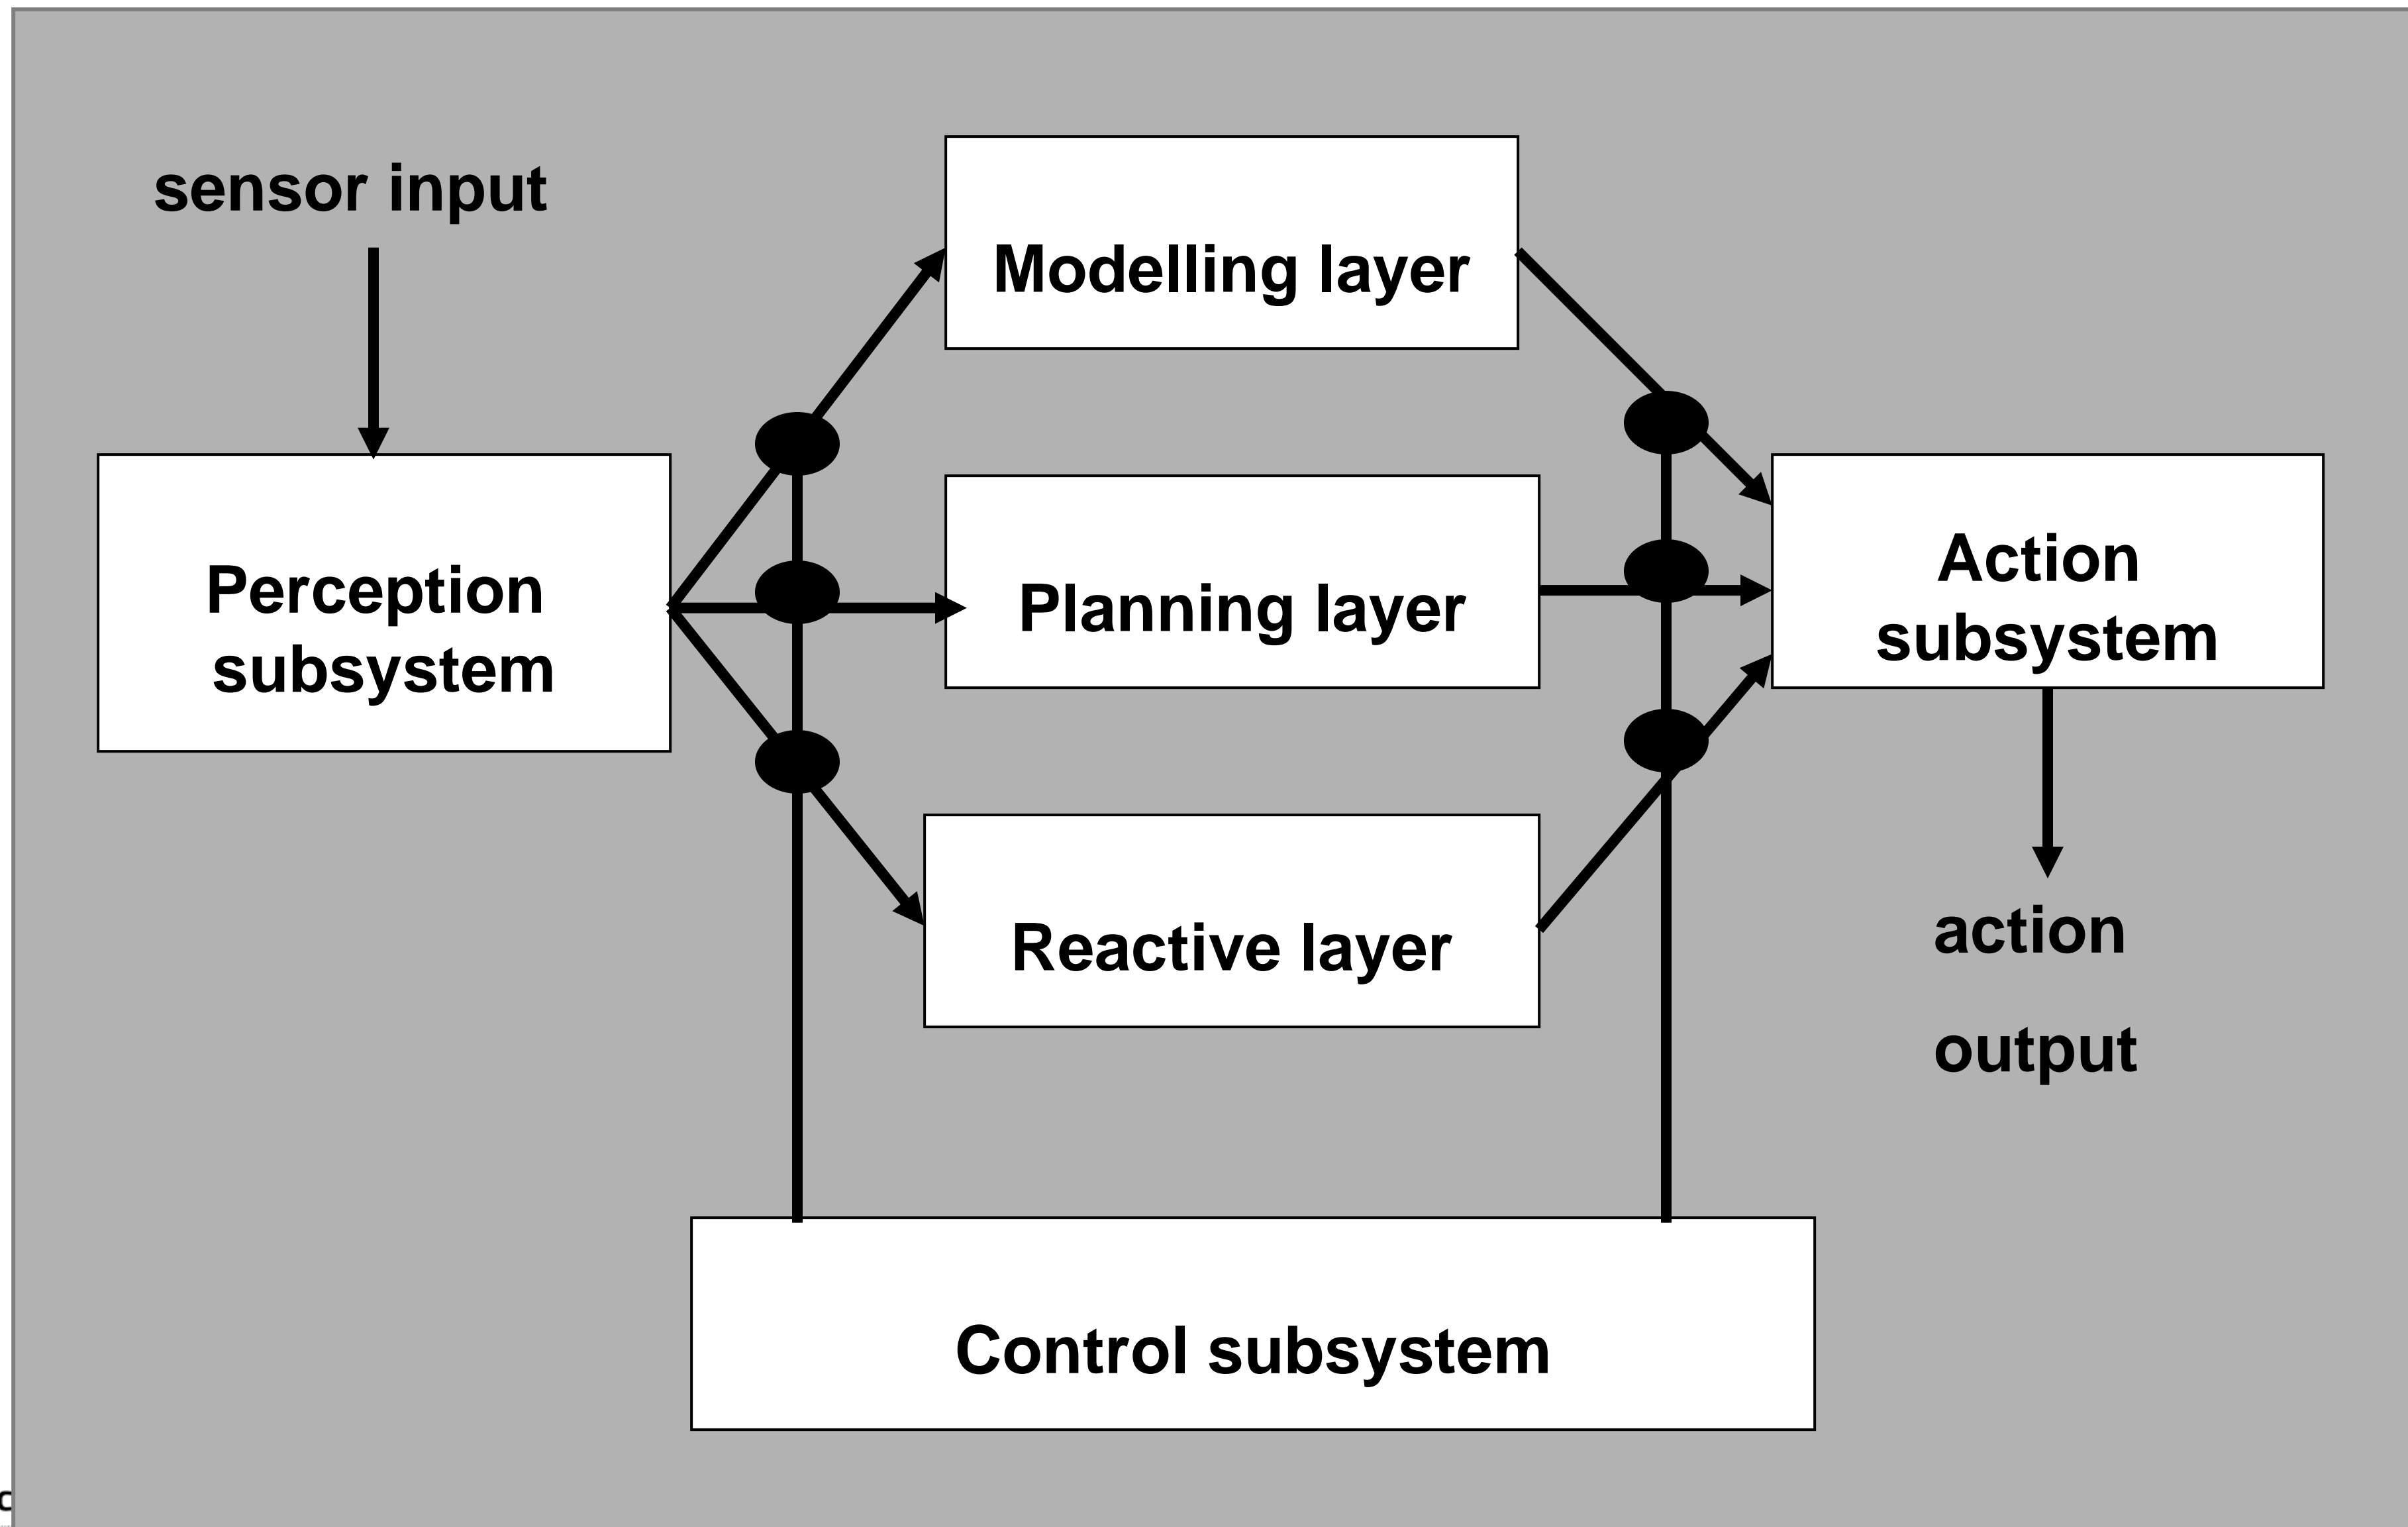 sensor input
Modelling layer
Perception
subsystem
Planning layer
Action
subsystem
Reactive layer
action
output
Control subsystem